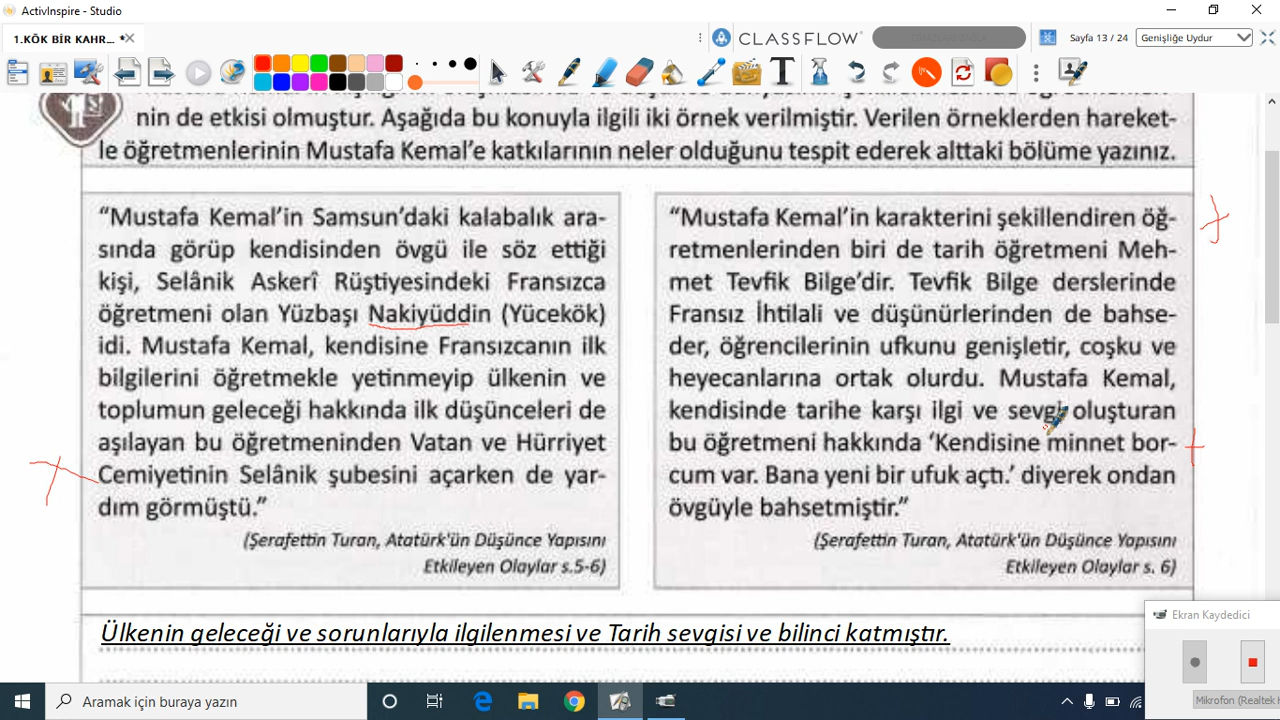 ActivInspire - Studio
1.KÖK BİR KAHR... *
CLASSFLOW
Sayfa 13 / 24
Genişliğe Uydur
nin de etkisi olmuştur. Aşağıda bu konuyla ilgili iki örnek verilmiştir. Verilen örneklerden hareket-
le öğretmenlerinin Mustafa Kemal'e katkılarının neler olduğunu tespit ederek alttaki bölüme yazınız.
“Mustafa Kemal'in Samsun'daki kalabalık ara-
sında görüp kendisinden övgü ile söz ettiği
kişi, Selânik Askerî Rüştiyesindeki Fransızca
öğretmeni olan Yüzbaşı Nakiyüddin (Yücekök)
idi. Mustafa Kemal, kendisine Fransızcanın ilk
bilgilerini öğretmekle yetinmeyip ülkenin ve
toplumun geleceği hakkında ilk düşünceleri de
aşılayan bu öğretmeninden Vatan ve Hürriyet
Cemiyetinin Selânik şubesini açarken de yar-
dım görmüştü.”
(Şerafettin Turan, Atatürk'ün Düşünce Yapısını
Etkileyen Olaylar s.5-6)
“Mustafa Kemal'in karakterini şekillendiren öğ-
retmenlerinden biri de tarih öğretmeni Meh-
met Tevfik Bilge'dir. Tevfik Bilge derslerinde
Fransız İhtilali ve düşünürlerinden de bahse-
der, öğrencilerinin ufkunu genişletir, coşku ve
heyecanlarına ortak olurdu. Mustafa Kemal,
kendisinde tarihe karşı ilgi ve sevgi oluşturan
bu öğretmeni hakkında ‘Kendisine minnet bor-
cum var. Bana yeni bir ufuk açtı.’ diyerek ondan
övgüyle bahsetmiştir.”
(Şerafettin Turan, Atatürk'ün Düşünce Yapısını
Etkileyen Olaylar s. 6)
Ülkenin geleceği ve sorunlarıyla ilgilenmesi ve Tarih sevgisi ve bilinci katmıştır.
Ekran Kaydedici
Mikrofon (Realtek
Aramak için buraya yazın